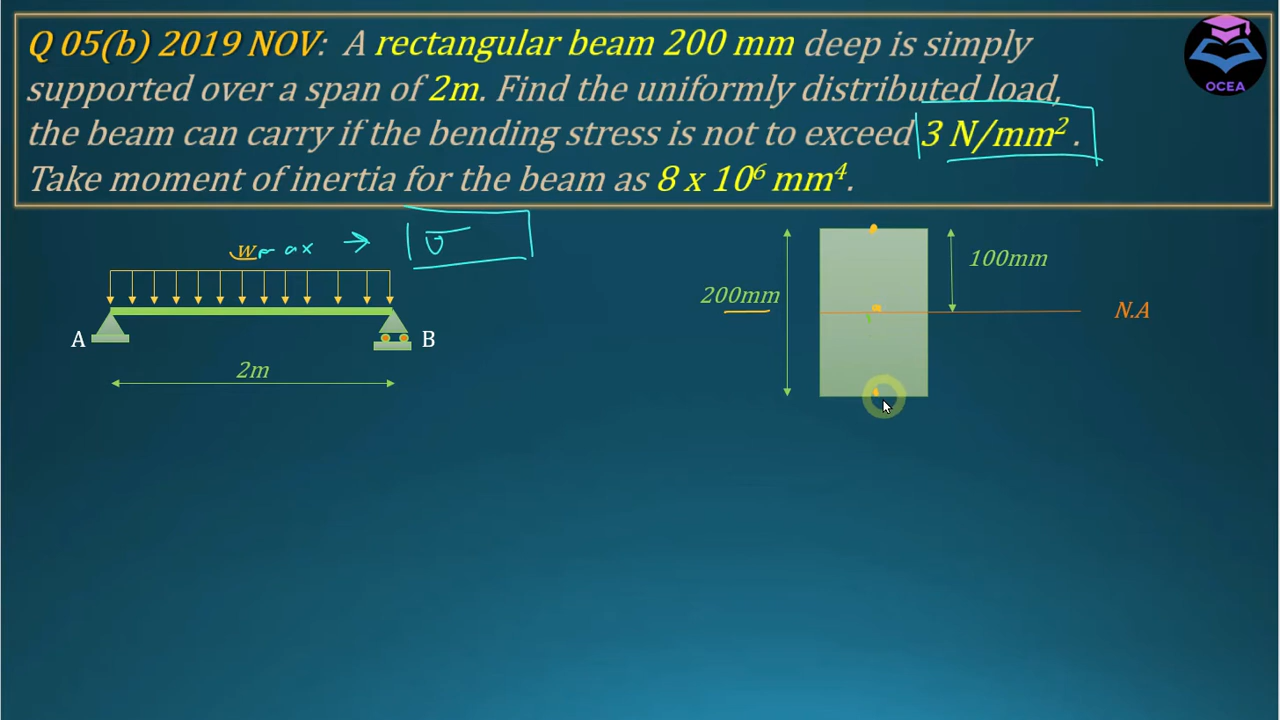 Q 05(b) 2019 NOV: A rectangular beam 200 mm deep is simply
supported over a span of 2m. Find the uniformly distributed load,
the beam can carry if the bending stress is not to exceed 3 N/mm².
Take moment of inertia for the beam as 8 x 10⁶ mm⁴.
OCEA
w max → σ
A
B
2m
200mm
100mm
N.A